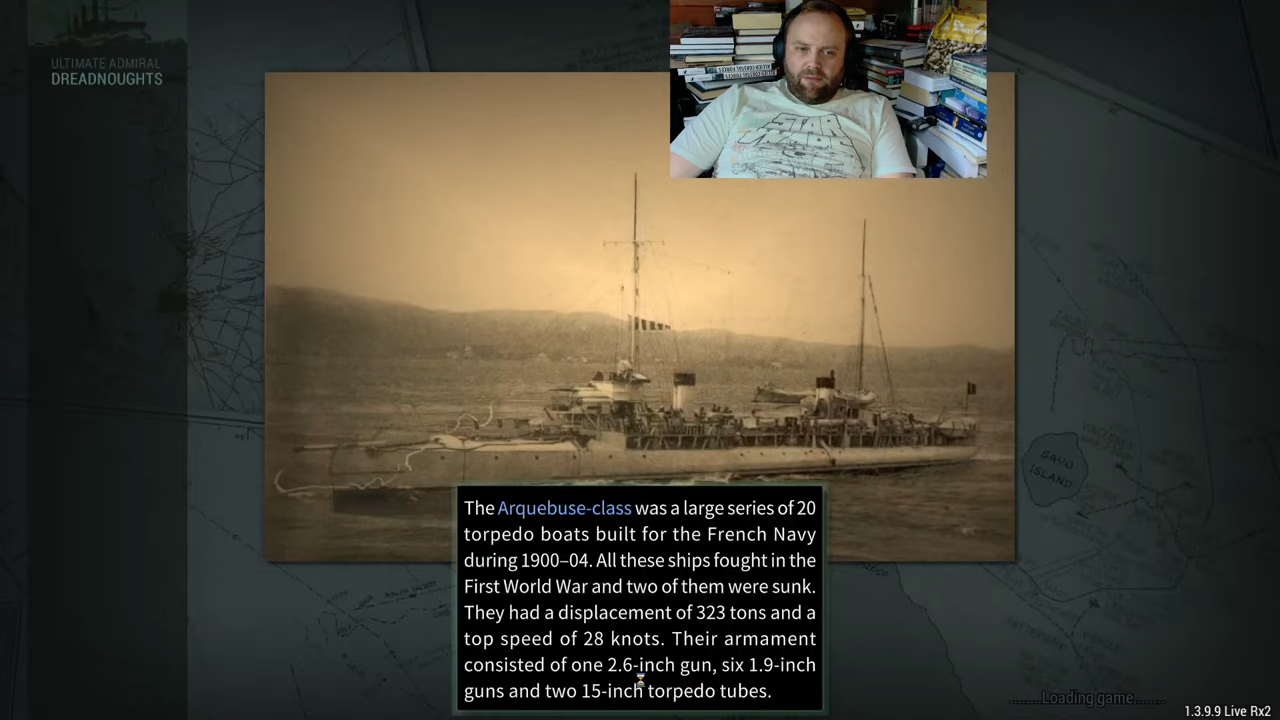 ULTIMATE ADMIRAL
DREADNOUGHTS
The Arquebuse-class was a large series of 20
torpedo boats built for the French Navy
during 1900–04. All these ships fought in the
First World War and two of them were sunk.
They had a displacement of 323 tons and a
top speed of 28 knots. Their armament
consisted of one 2.6-inch gun, six 1.9-inch
guns and two 15-inch torpedo tubes.
SAVO
ISLAND
Loading game
1.3.9.9 Live Rx2